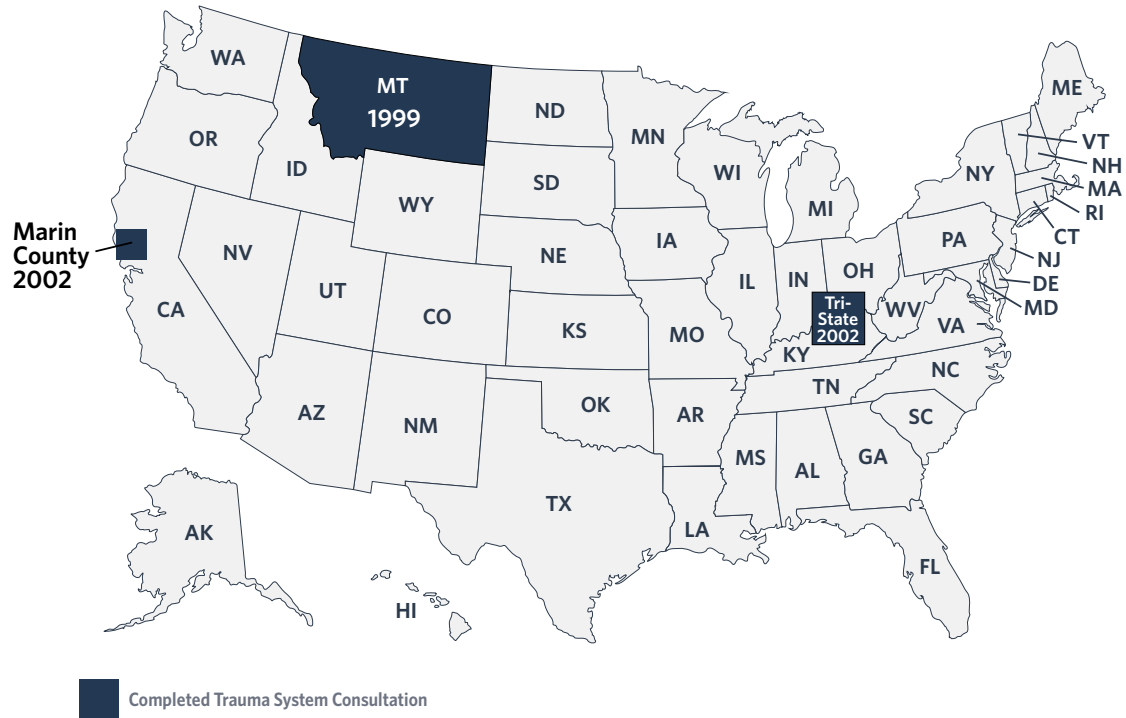 WA
MT
1999
ND
MN
ME
OR
ID
VT
NH
NY
MA
RI
WI
SD
WY
MI
CT
Marin
County
2002
IA
PA
NV
NE
NJ
OH
DE
IL
IN
UT
MD
CA
CO
Tri-
State
2002
WV
VA
KS
MO
KY
NC
TN
AZ
OK
AR
SC
NM
MS
AL
GA
TX
AK
LA
FL
HI
Completed Trauma System Consultation